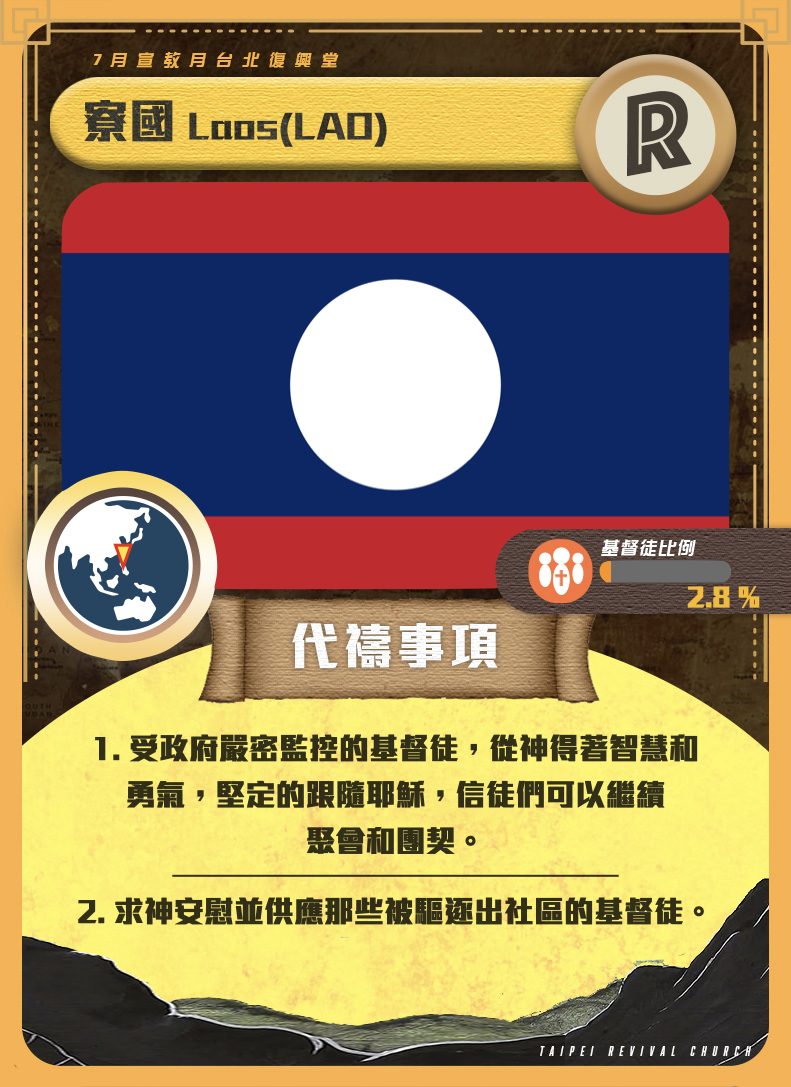 7月宣教月台北復興堂
寮國 Laos(LAO)
R
基督徒比例
2.8 %
代禱事項
1. 受政府嚴密監控的基督徒，從神得著智慧和
勇氣，堅定的跟隨耶穌，信徒們可以繼續
聚會和團契。
2. 求神安慰並供應那些被驅逐出社區的基督徒。
TAIPEI REVIVAL CHURCH